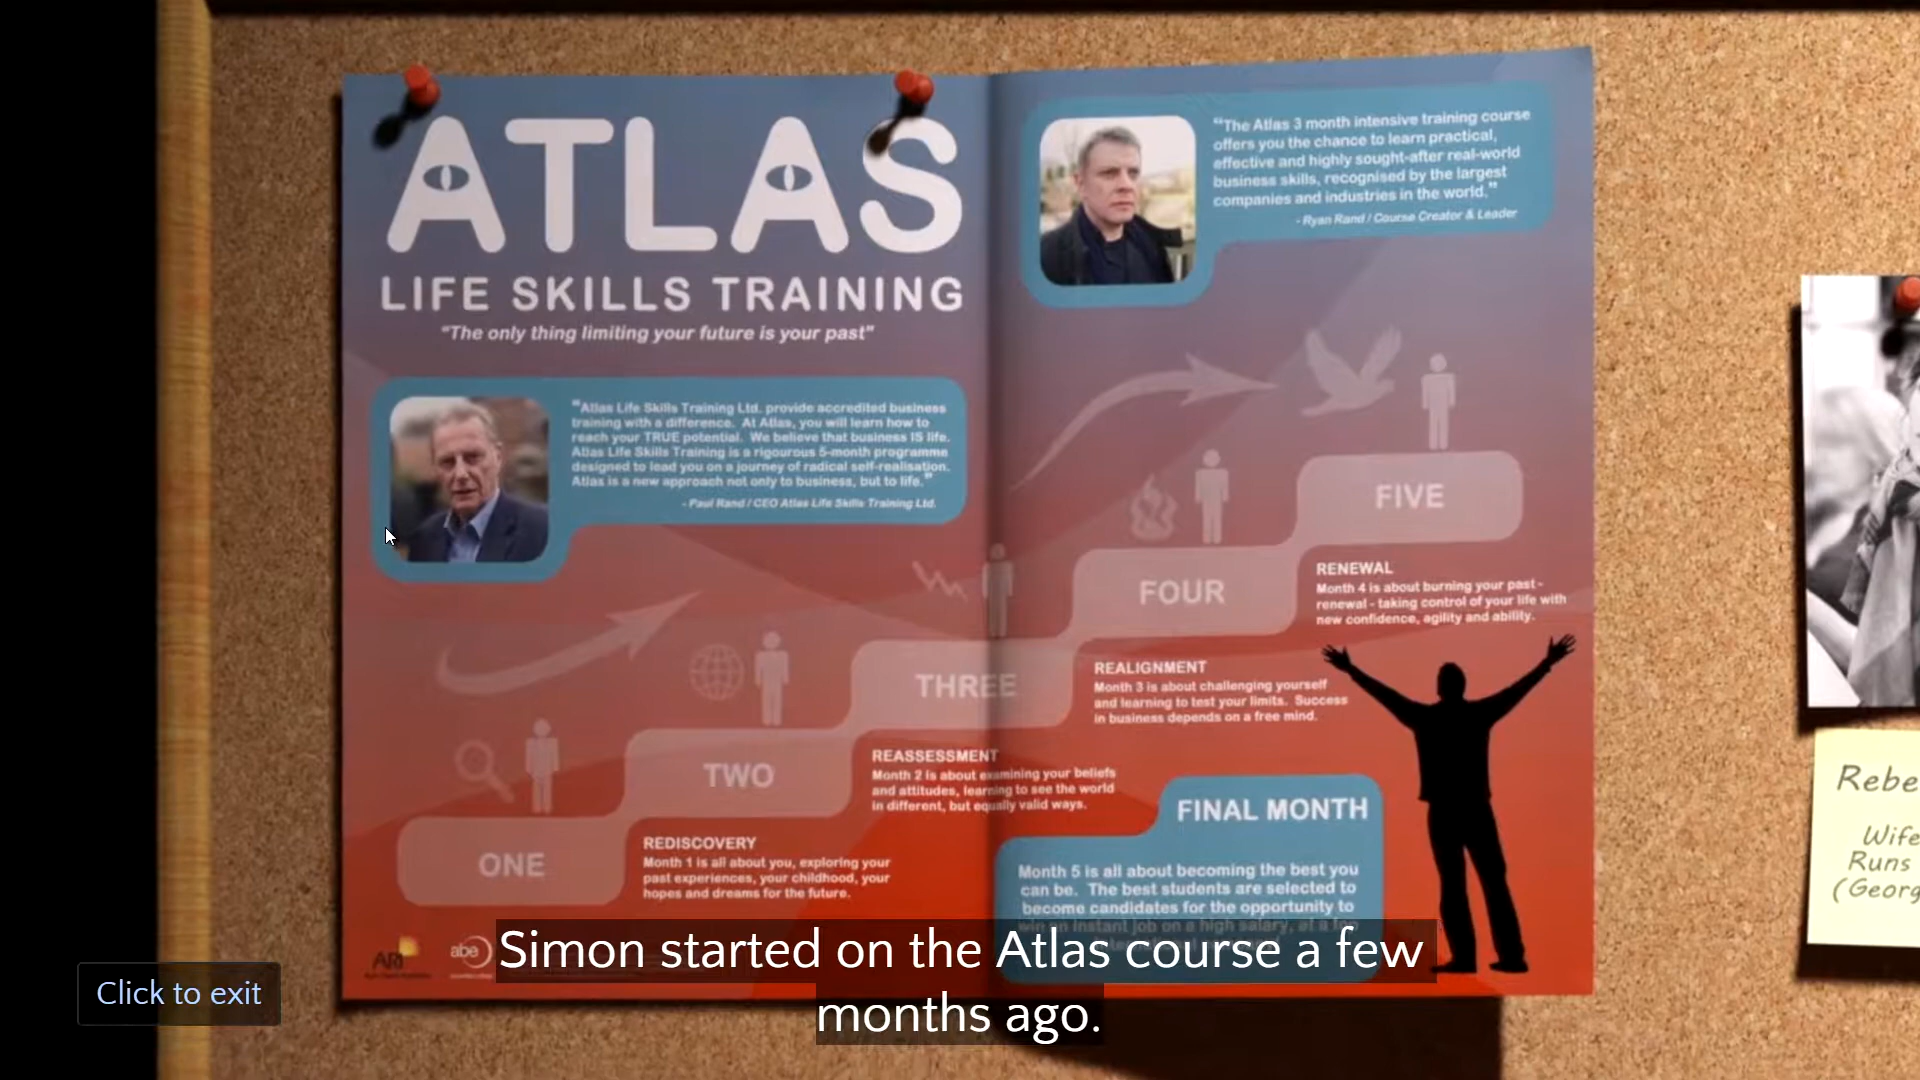 ATLAS
LIFE SKILLS TRAINING
"The only thing limiting your future is your past"
"Atlas Life Skills Training Ltd. provide accredited business
training with a difference. At Atlas, you will learn how to
reach your TRUE potential. We believe that business IS life.
Atlas Life Skills Training is a rigourous 5-month programme
designed to lead you on a journey of radical self-realisation.
Atlas is a new approach not only to business, but to life."
- Paul Rand / CEO Atlas Life Skills Training Ltd.
"The Atlas 3 month intensive training course
offers you the chance to learn practical,
effective and highly sought-after real-world
business skills, recognised by the largest
companies and industries in the world."
- Ryan Rand / Course Creator & Leader
ONE
REDISCOVERY
Month 1 is all about you, exploring your
past experiences, your childhood, your
hopes and dreams for the future.
TWO
REASSESSMENT
Month 2 is about examining your beliefs
and attitudes, learning to see the world
in different, but equally valid ways.
THREE
REALIGNMENT
Month 3 is about challenging yourself
and learning to test your limits. Success
in business depends on a free mind.
FOUR
RENEWAL
Month 4 is about burning your past -
renewal - taking control of your life with
new confidence, agility and ability.
FIVE
FINAL MONTH
Month 5 is all about becoming the best you
can be. The best students are selected to
become candidates for the opportunity to
win an instant job on a high salary, at a
ARI
abe
Rebe
Wife
Runs
(Georg
Simon started on the Atlas course a few
months ago.
Click to exit